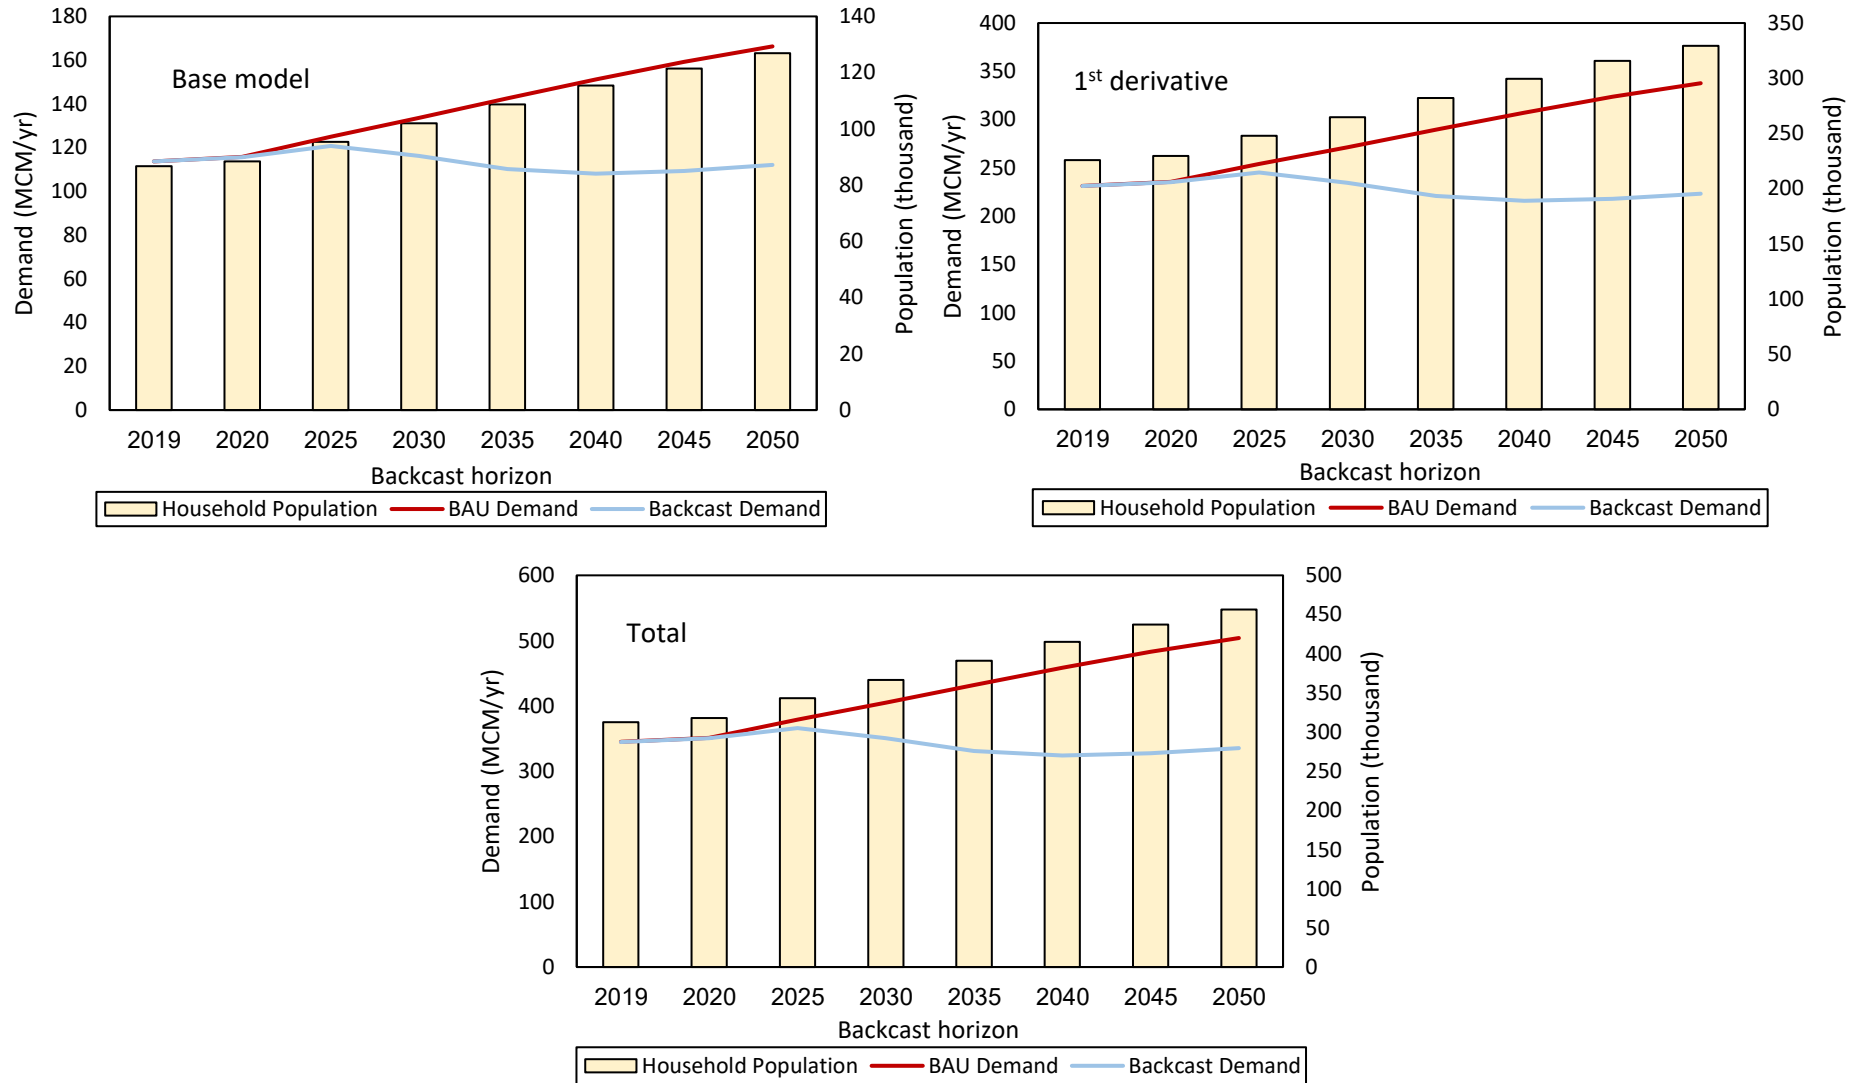 Base model
Demand (MCM/yr)
180
160
140
120
100
80
60
40
20
0
140
120
100
80
60
40
20
0
Population (thousand)
2019 2020 2025 2030 2035 2040 2045 2050
Backcast horizon
Household Population BAU Demand Backcast Demand
1st derivative
Demand (MCM/yr)
400
350
300
250
200
150
100
50
0
350
300
250
200
150
100
50
0
Population (thousand)
2019 2020 2025 2030 2035 2040 2045 2050
Backcast horizon
Household Population BAU Demand Backcast Demand
Total
Demand (MCM/yr)
600
500
400
300
200
100
0
500
450
400
350
300
250
200
150
100
50
0
Population (thousand)
2019 2020 2025 2030 2035 2040 2045 2050
Backcast horizon
Household Population BAU Demand Backcast Demand